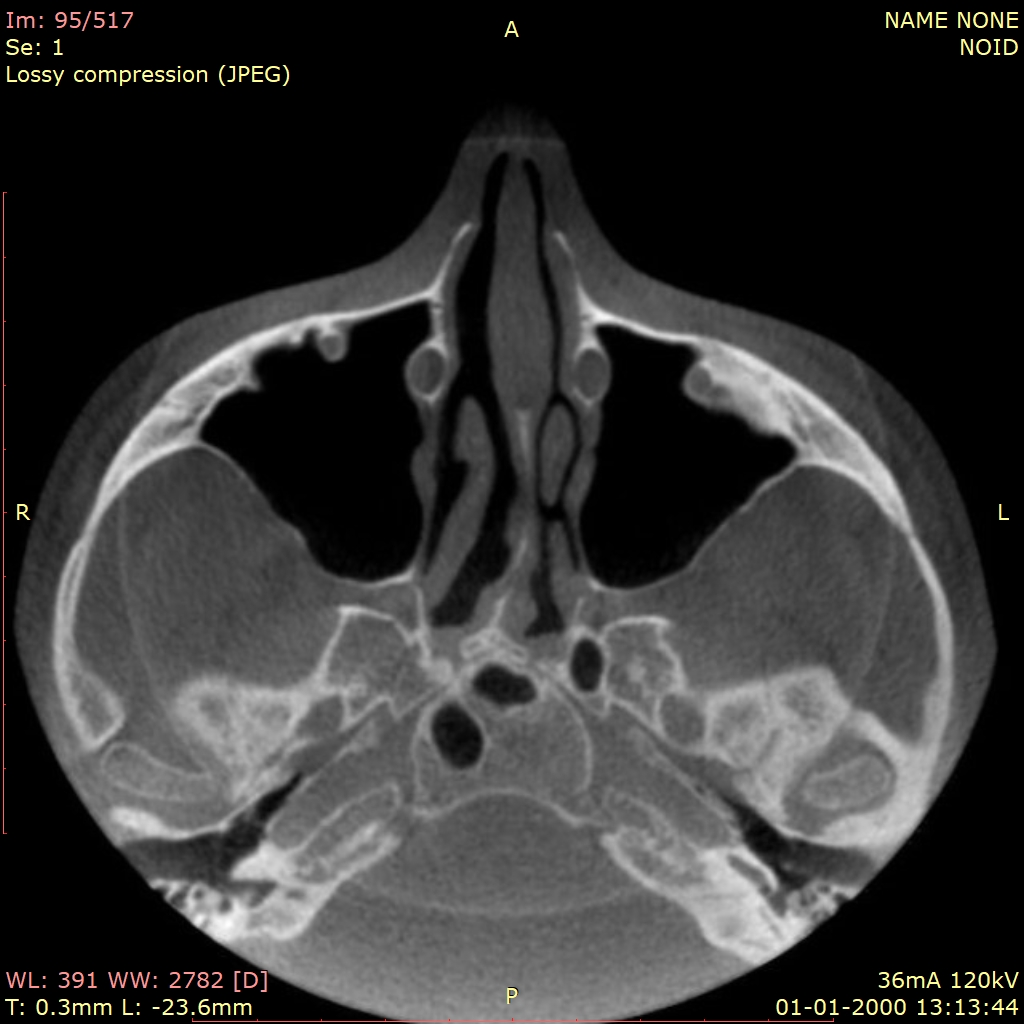 Im: 95/517
Se: 1
Lossy compression (JPEG)
A
NAME NONE
NOID
R
L
WL: 391 WW: 2782 [D]
T: 0.3mm L: -23.6mm
P
36mA 120kV
01-01-2000 13:13:44